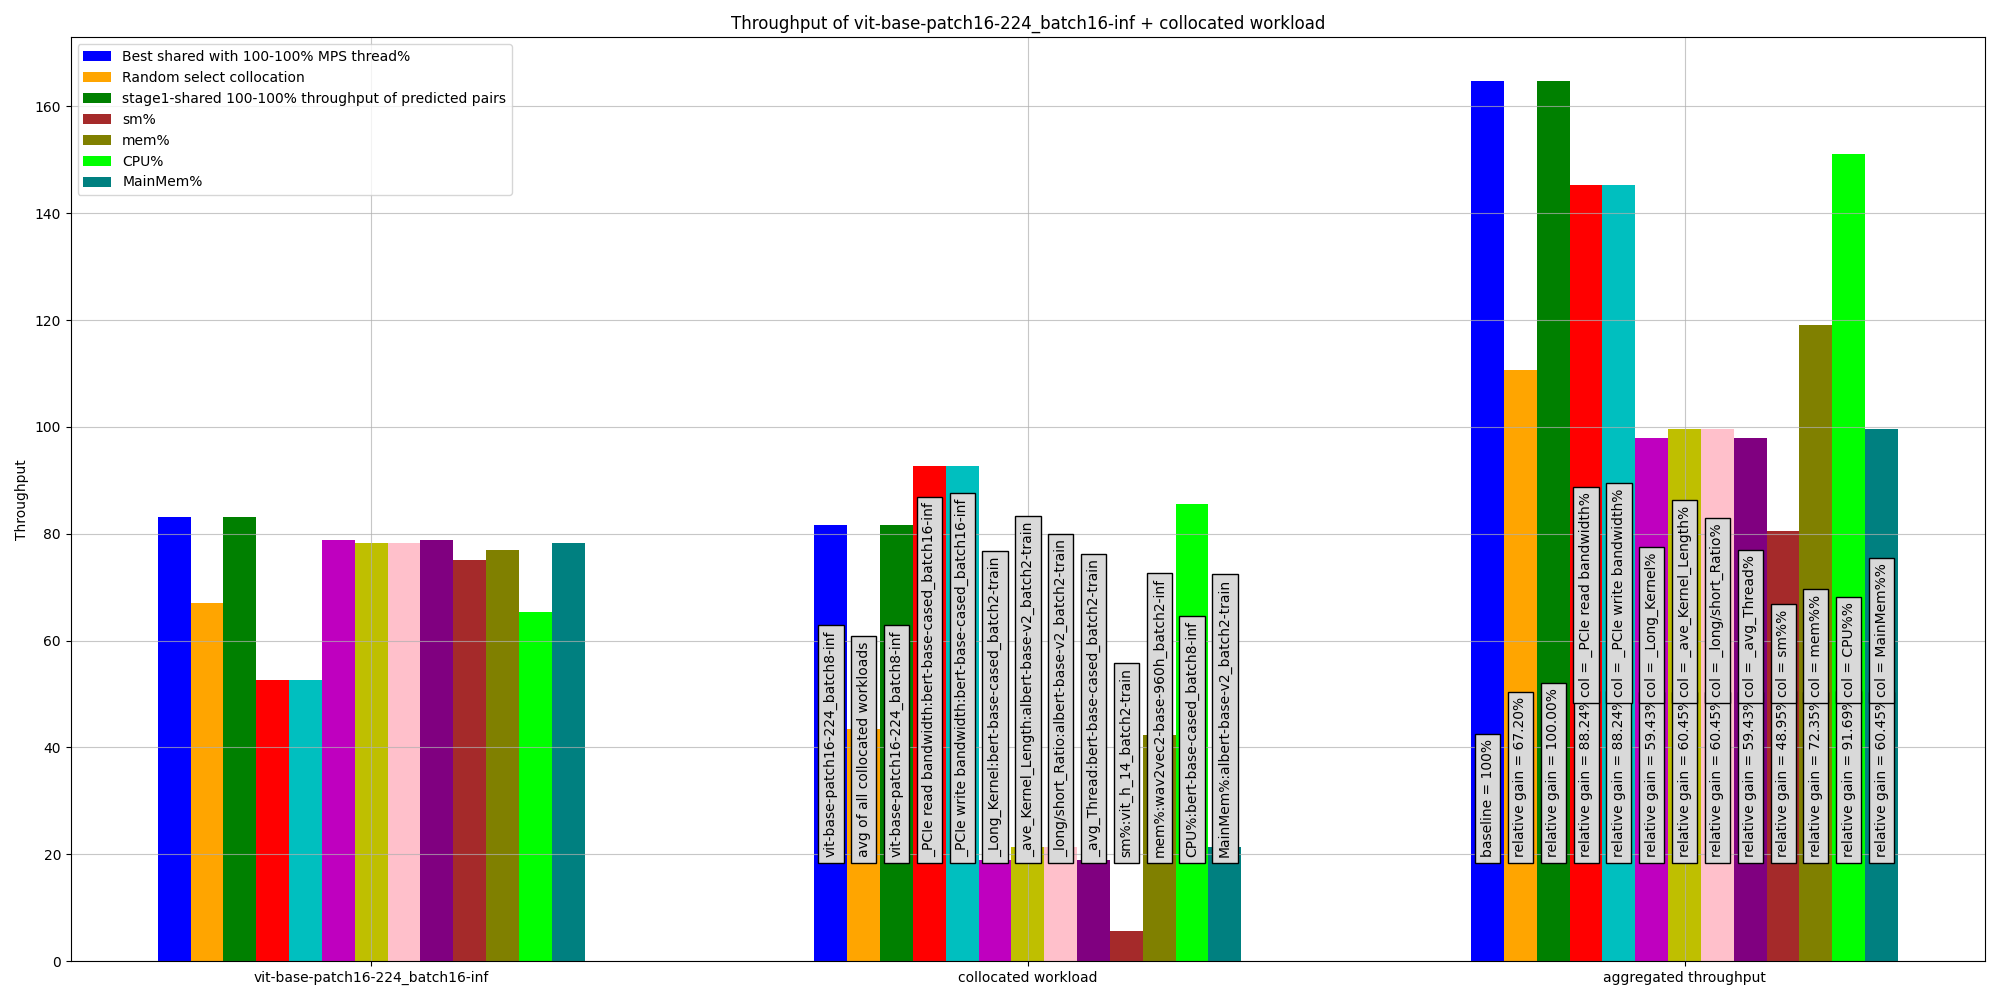 Throughput of vit-base-patch16-224_batch16-inf + collocated workload
Best shared with 100-100% MPS thread%
Random select collocation
stage1-shared 100-100% throughput of predicted pairs
sm%
mem%
CPU%
MainMem%
Throughput
160
140
120
100
80
60
40
20
0
vit-base-patch16-224_batch8-inf
avg of all collocated workloads
vit-base-patch16-224_batch8-inf
_PCIe read bandwidth:bert-base-cased_batch16-inf
_PCIe write bandwidth:bert-base-cased_batch16-inf
_Long_Kernel:bert-base-cased_batch2-train
_ave_Kernel_Length:albert-base-v2_batch2-train
_long/short_Ratio:albert-base-v2_batch2-train
_avg_Thread:bert-base-cased_batch2-train
sm%:vit_h_14_batch2-train
mem%:wav2vec2-base-960h_batch2-inf
CPU%:bert-base-cased_batch8-inf
MainMem%:albert-base-v2_batch2-train
baseline = 100%
relative gain = 67.20%
relative gain = 100.00%
relative gain = 88.24%
col = _PCIe read bandwidth%
relative gain = 88.24%
col = _PCIe write bandwidth%
relative gain = 59.43%
col = _Long_Kernel%
relative gain = 60.45%
col = _ave_Kernel_Length%
relative gain = 60.45%
col = _long/short_Ratio%
relative gain = 59.43%
col = _avg_Thread%
relative gain = 48.95%
col = sm%%
relative gain = 72.35%
col = mem%%
relative gain = 91.69%
col = CPU%%
relative gain = 60.45%
col = MainMem%%
vit-base-patch16-224_batch16-inf
collocated workload
aggregated throughput